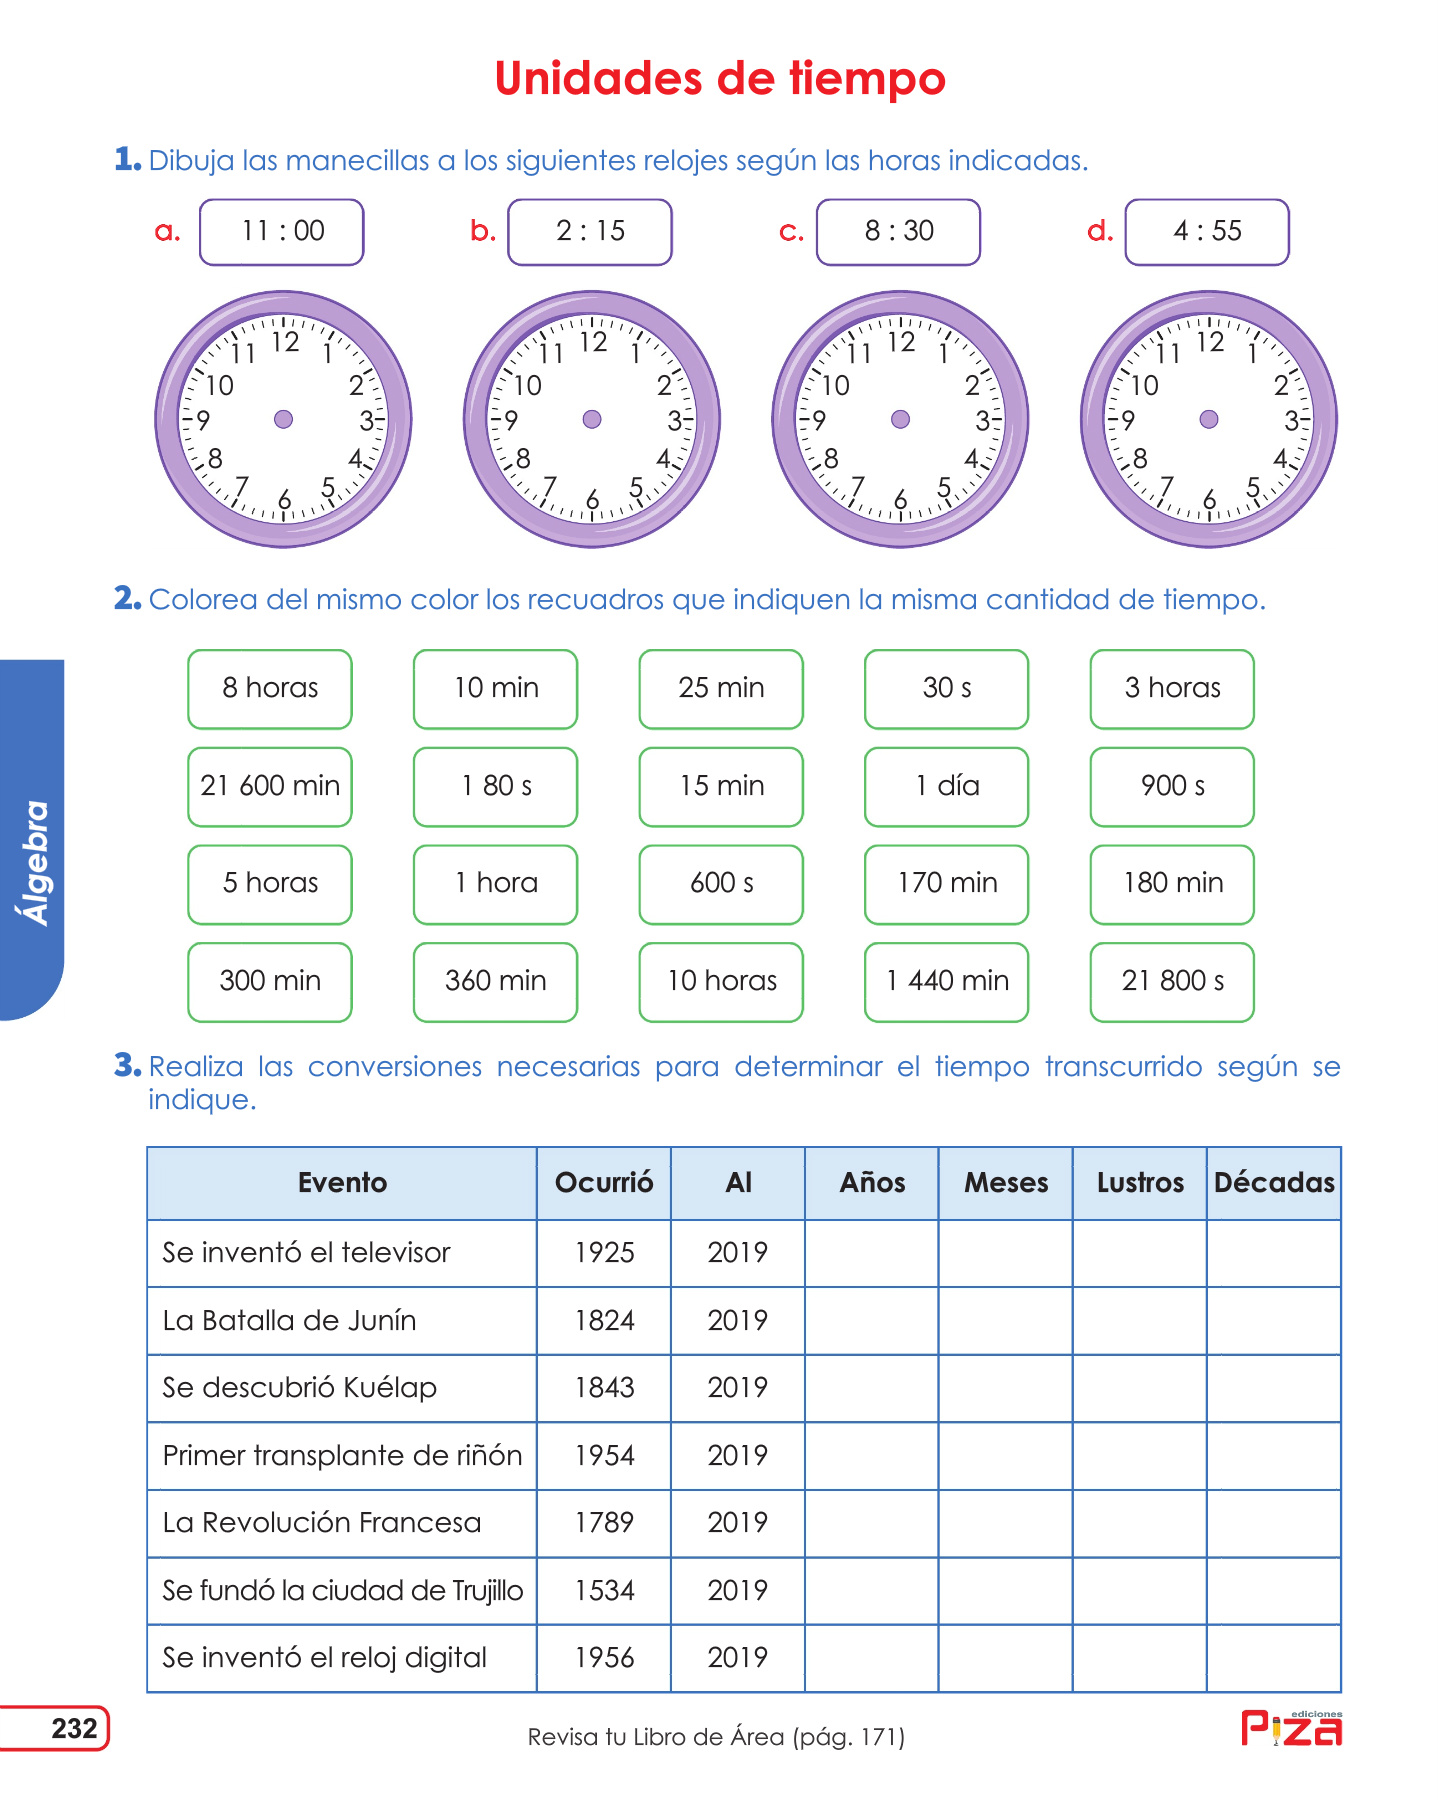 Unidades de tiempo
1. Dibuja las manecillas a los siguientes relojes según las horas indicadas.
a. 11 : 00 b. 2 : 15 c. 8 : 30 d. 4 : 55
12 1 2 3 4 5 6 7 8 9 10 11
12 1 2 3 4 5 6 7 8 9 10 11
12 1 2 3 4 5 6 7 8 9 10 11
12 1 2 3 4 5 6 7 8 9 10 11
2. Colorea del mismo color los recuadros que indiquen la misma cantidad de tiempo.
8 horas 10 min 25 min 30 s 3 horas
21 600 min 1 80 s 15 min 1 día 900 s
5 horas 1 hora 600 s 170 min 180 min
300 min 360 min 10 horas 1 440 min 21 800 s
Álgebra
3. Realiza las conversiones necesarias para determinar el tiempo transcurrido según se
indique.
Evento Ocurrió Al Años Meses Lustros Décadas
Se inventó el televisor 1925 2019
La Batalla de Junín 1824 2019
Se descubrió Kuélap 1843 2019
Primer transplante de riñón 1954 2019
La Revolución Francesa 1789 2019
Se fundó la ciudad de Trujillo 1534 2019
Se inventó el reloj digital 1956 2019
232
Revisa tu Libro de Área (pág. 171)
ediciones
Piza